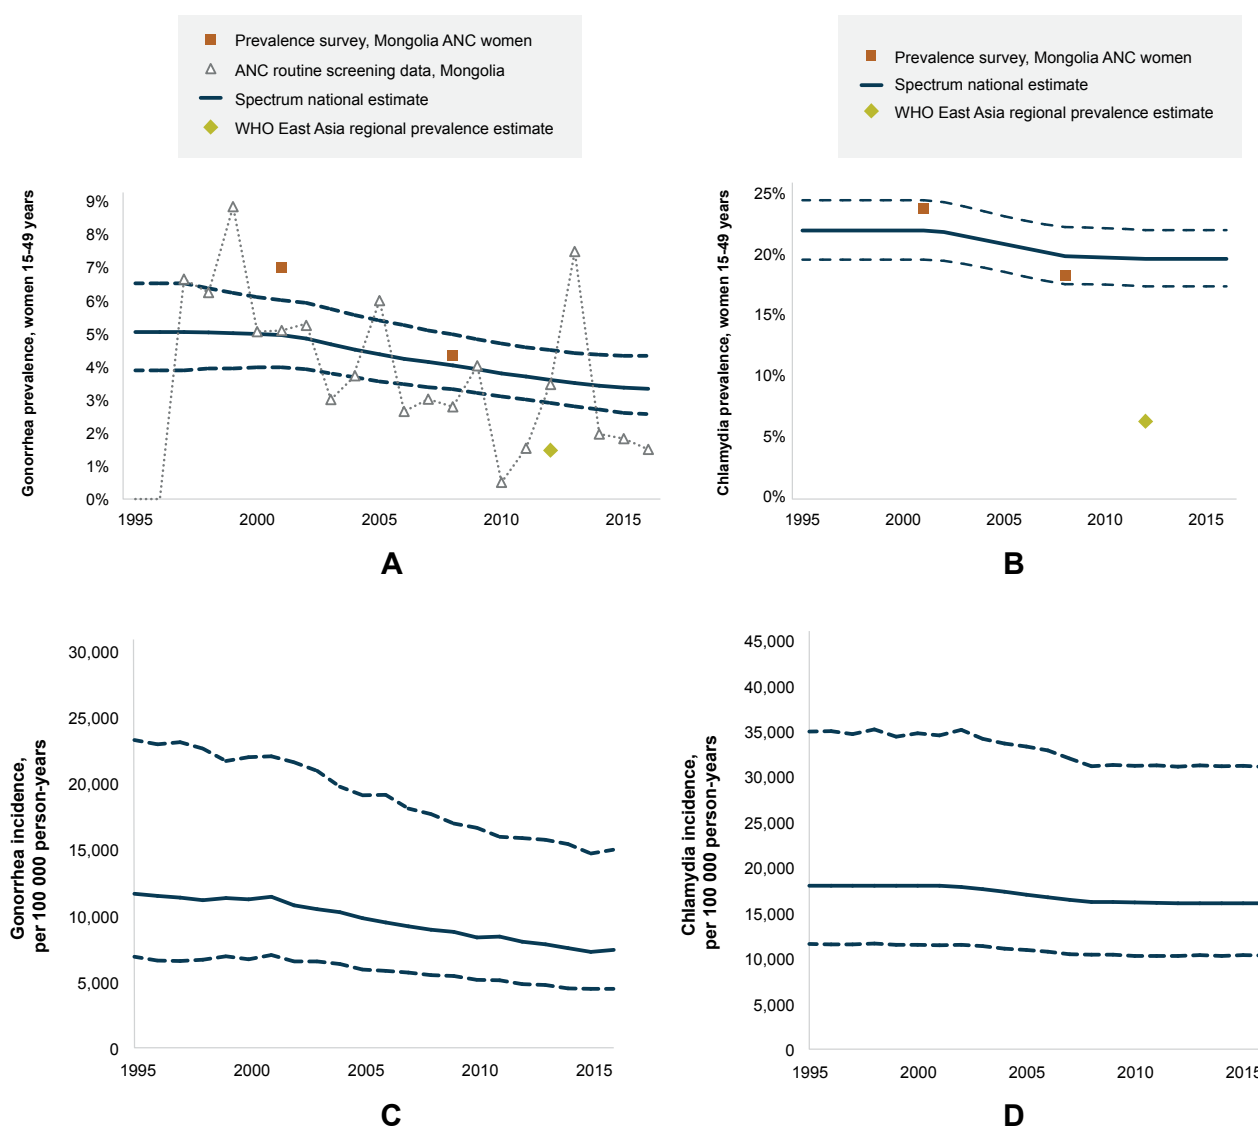 Prevalence survey, Mongolia ANC women
ANC routine screening data, Mongolia
Spectrum national estimate
WHO East Asia regional prevalence estimate
Prevalence survey, Mongolia ANC women
Spectrum national estimate
WHO East Asia regional prevalence estimate
Gonorrhea prevalence, women 15-49 years
9%
8%
7%
6%
5%
4%
3%
2%
1%
0%
1995 2000 2005 2010 2015
A
Chlamydia prevalence, women 15-49 years
25%
20%
15%
10%
5%
0%
1995 2000 2005 2010 2015
B
Gonorrhea incidence,
per 100 000 person-years
30,000
25,000
20,000
15,000
10,000
5,000
0
1995 2000 2005 2010 2015
C
Chlamydia incidence,
per 100 000 person-years
45,000
40,000
35,000
30,000
25,000
20,000
15,000
10,000
5,000
0
1995 2000 2005 2010 2015
D